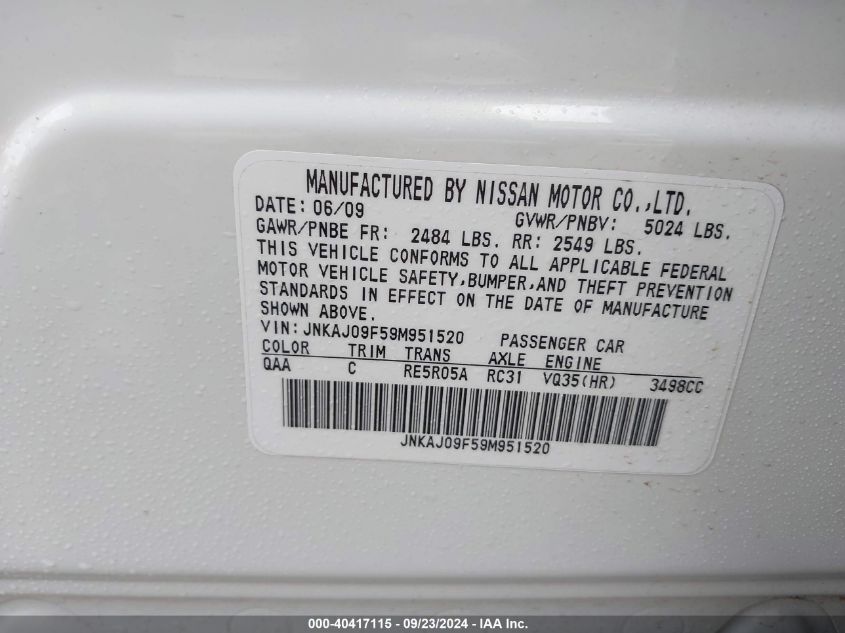 MANUFACTURED BY NISSAN MOTOR CO.,LTD.
DATE: 06/09 GVWR/PNBV: 5024 LBS.
GAWR/PNBE FR: 2484 LBS. RR: 2549 LBS.
THIS VEHICLE CONFORMS TO ALL APPLICABLE FEDERAL
MOTOR VEHICLE SAFETY,BUMPER,AND THEFT PREVENTION
STANDARDS IN EFFECT ON THE DATE OF MANUFACTURE
SHOWN ABOVE.
VIN: JNKAJ09F59M951520 PASSENGER CAR
COLOR TRIM TRANS AXLE ENGINE
QAA C RE5R05A RC31 VQ35(HR) 3498CC
JNKAJ09F59M951520
000-40417115 - 09/23/2024 - IAA Inc.